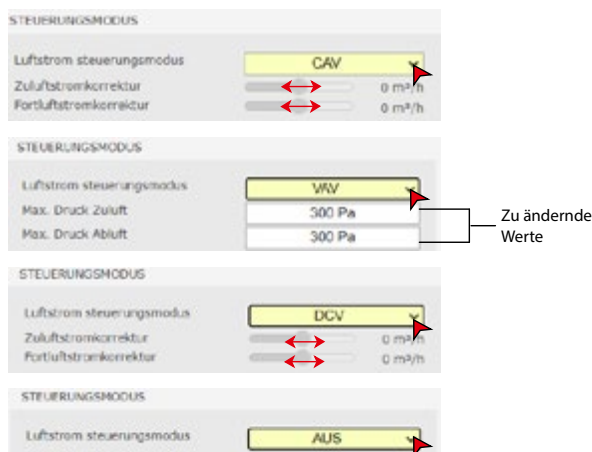 STEUERUNGSMODUS
Luftstrom steuerungsmodus CAV
Zuluftstromkorrektur 0 m³/h
Fortluftstromkorrektur 0 m³/h
STEUERUNGSMODUS
Luftstrom steuerungsmodus VAV
Max. Druck Zuluft 300 Pa
Max. Druck Abluft 300 Pa
Zu ändernde
Werte
STEUERUNGSMODUS
Luftstrom steuerungsmodus DCV
Zuluftstromkorrektur 0 m³/h
Fortluftstromkorrektur 0 m³/h
STEUERUNGSMODUS
Luftstrom steuerungsmodus AUS